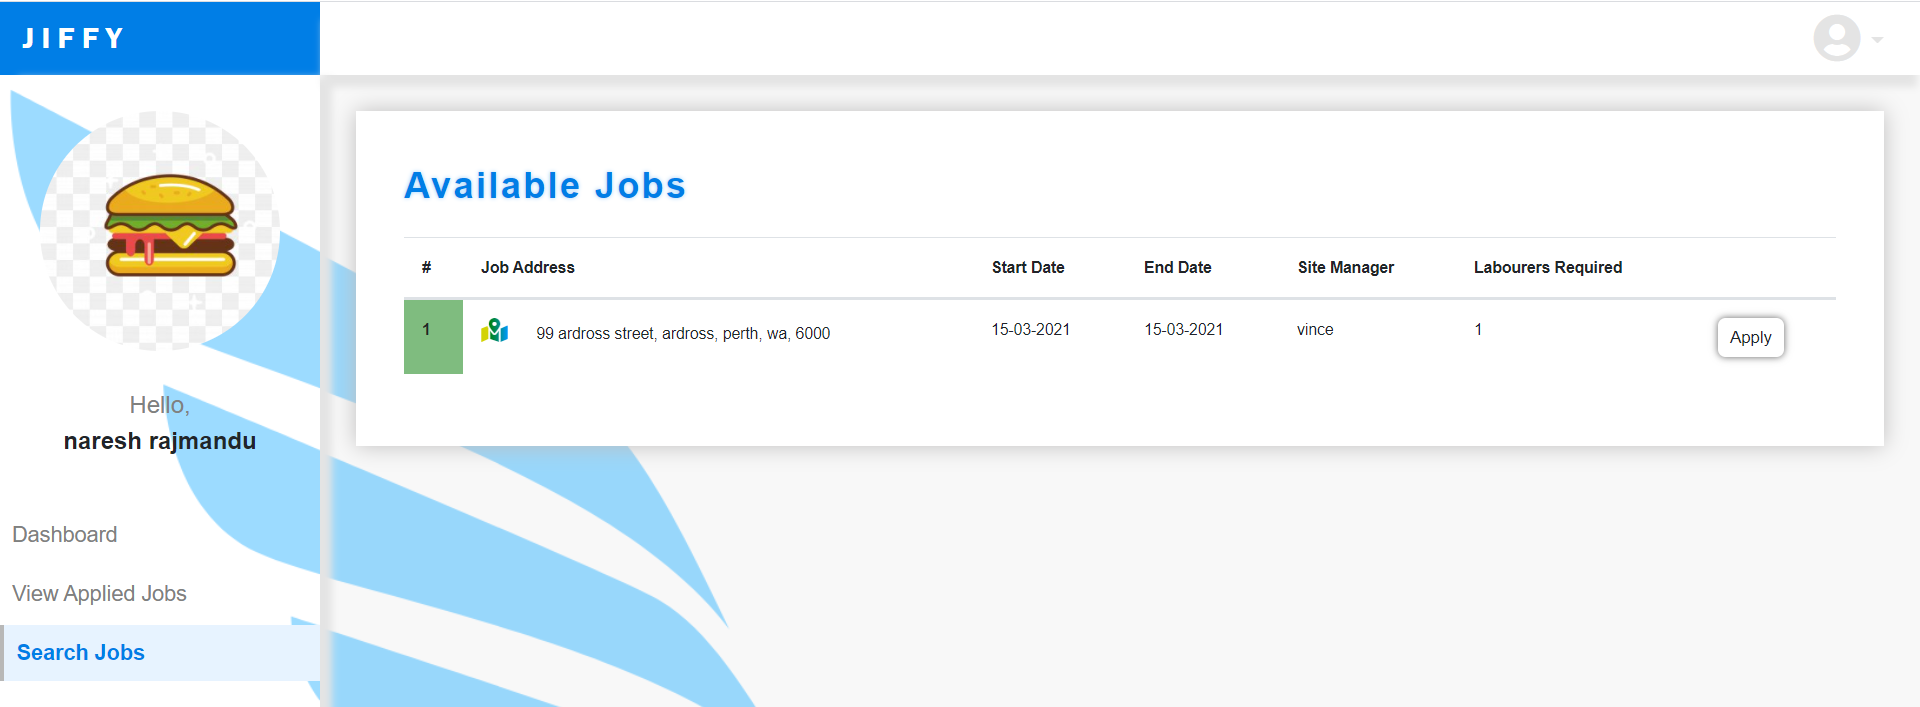 JIFFY
Hello,
naresh rajmandu
Dashboard
View Applied Jobs
Search Jobs
Available Jobs
# Job Address Start Date End Date Site Manager Labourers Required
1 99 ardross street, ardross, perth, wa, 6000 15-03-2021 15-03-2021 vince 1 Apply